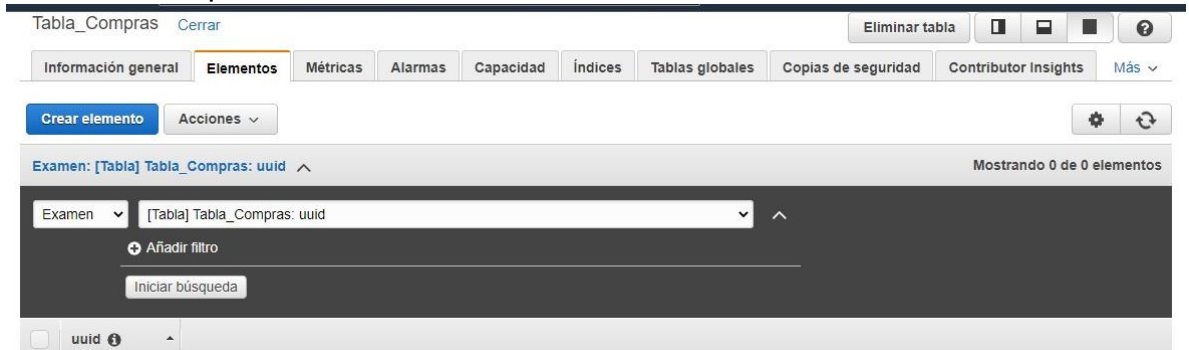 Tabla_Compras Cerrar Eliminar tabla
Información general Elementos Métricas Alarmas Capacidad Índices Tablas globales Copias de seguridad Contributor Insights Más
Crear elemento Acciones
Examen: [Tabla] Tabla_Compras: uuid Mostrando 0 de 0 elementos
Examen [Tabla] Tabla_Compras: uuid
Añadir filtro
Iniciar búsqueda
uuid